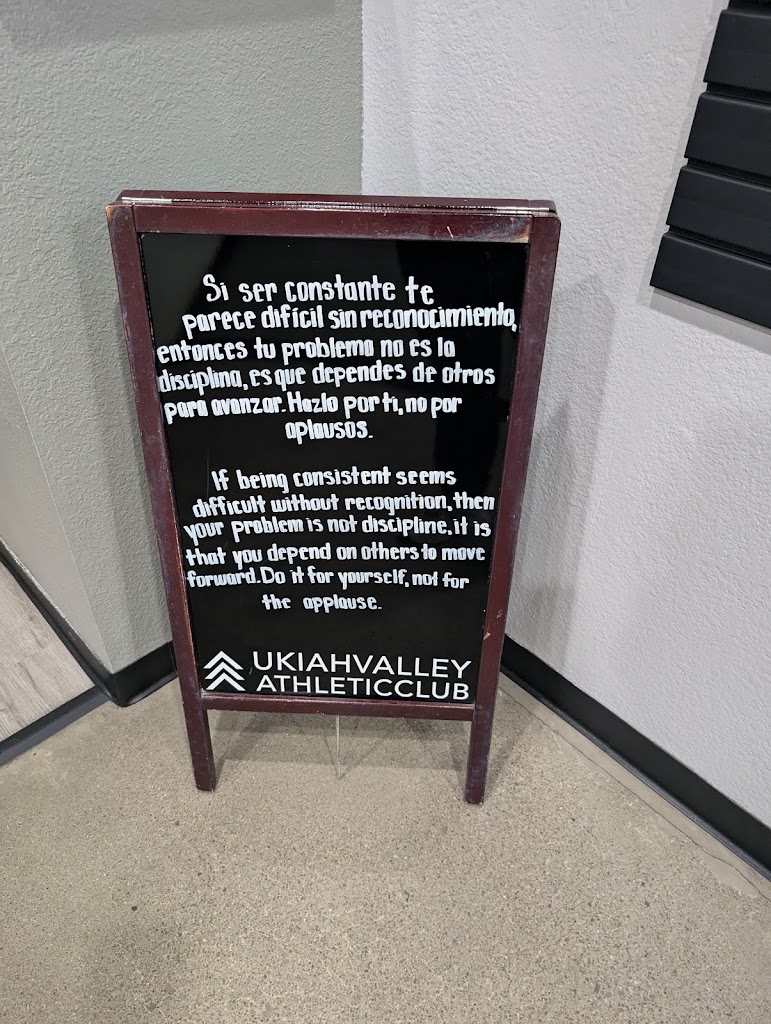 Si ser constante te
parece difícil sin reconocimiento,
entonces tu problema no es la
disciplina, es que dependes de otros
para avanzar. Hazlo por ti, no por
aplausos.
If being consistent seems
difficult without recognition, then
your problem is not discipline, it is
that you depend on others to move
forward. Do it for yourself, not for
the applause.
UKIAHVALLEY
ATHLETICCLUB